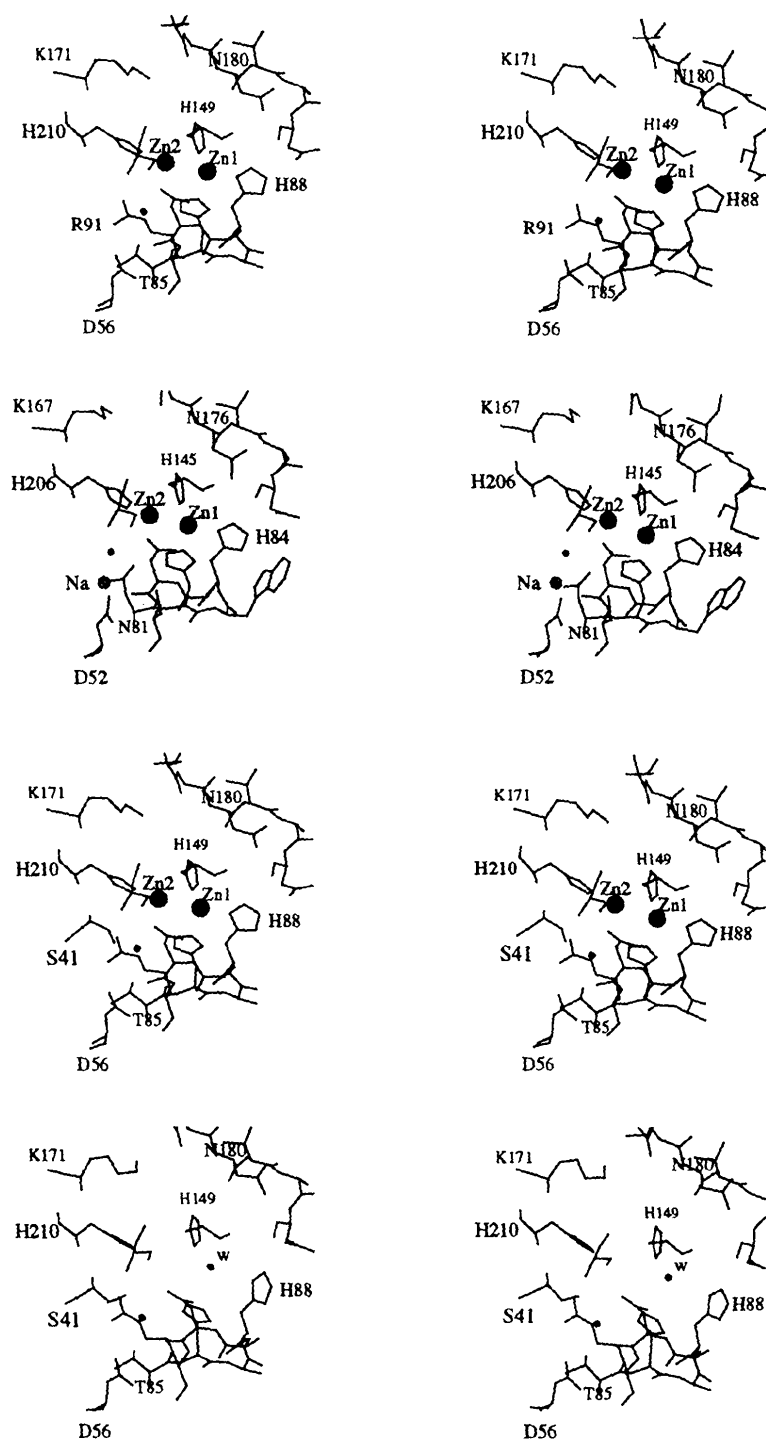 K171 N180 K171 N180
H149 H149
H210 Zn2 Zn1 H210 Zn2 Zn1
H88 H88
R91 R91
T85 T85
D56 D56
K167 N176 K167 N176
H145 H145
H206 Zn2 Zn1 H206 Zn2 Zn1
H84 H84
Na Na
N81 N81
D52 D52
K171 N180 K171 N180
H149 H149
H210 Zn2 Zn1 H210 Zn2 Zn1
H88 H88
S41 S41
T85 T85
D56 D56
K171 N180 K171 N180
H149 H149
H210 w H210 w
H88 H88
S41 S41
T85 T85
D56 D56